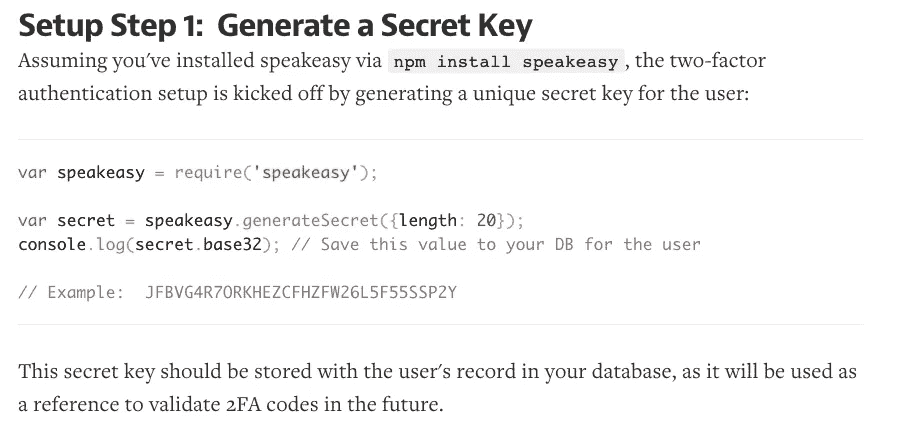 Setup Step 1:  Generate a Secret Key
Assuming you've installed speakeasy via npm install speakeasy, the two-factor
authentication setup is kicked off by generating a unique secret key for the user:
var speakeasy = require('speakeasy');
var secret = speakeasy.generateSecret({length: 20});
console.log(secret.base32); // Save this value to your DB for the user
// Example:  JFBVG4R7ORKHEZCFHZFW26L5F55SSP2Y
This secret key should be stored with the user's record in your database, as it will be used as
a reference to validate 2FA codes in the future.